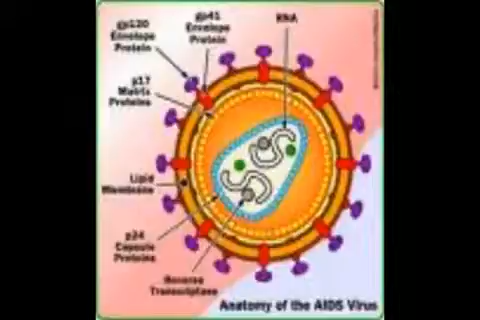 gp120
Envelope
Protein
gp41
Envelope
Protein
RNA
p17
Matrix
Proteins
Lipid
Membrane
p24
Capsule
Proteins
Reverse
Transcriptase
Anatomy of the AIDS Virus